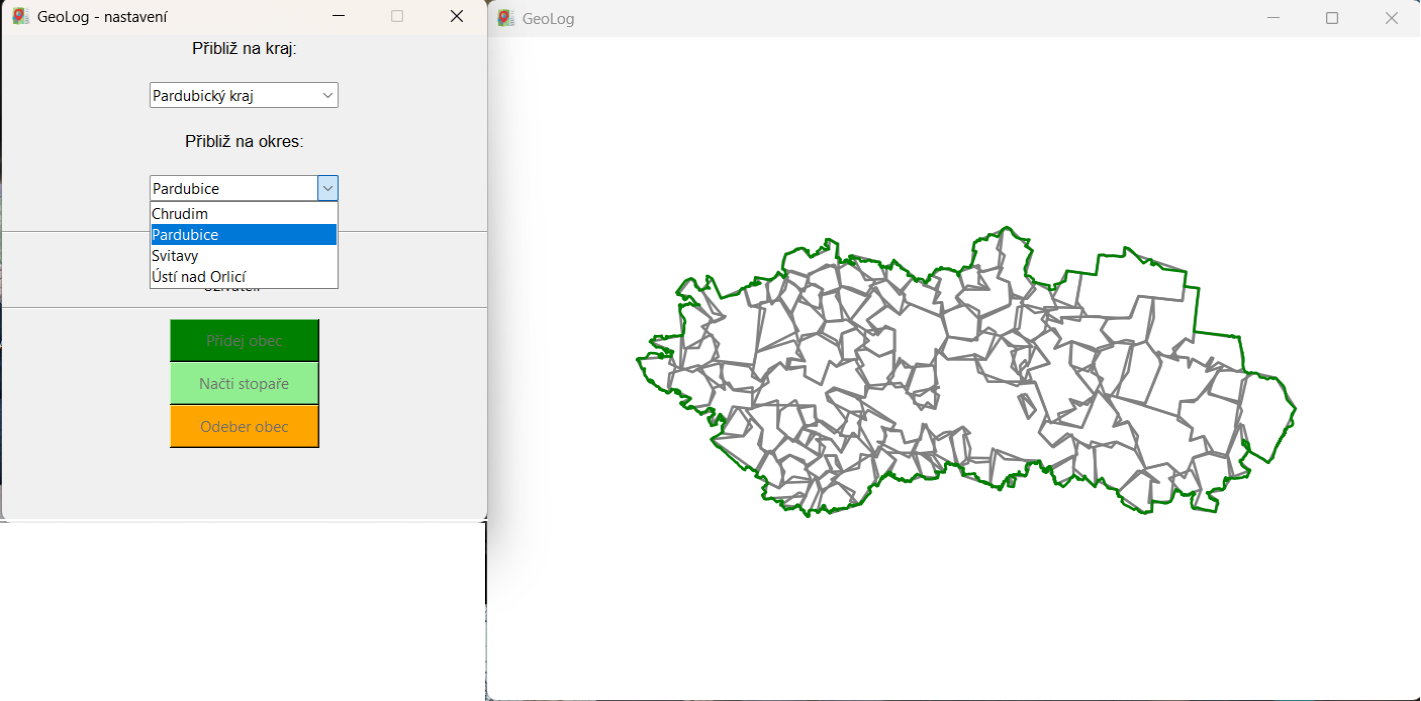 GeoLog - nastavení
Přibliž na kraj:
Pardubický kraj
Přibliž na okres:
Pardubice
Chrudim
Pardubice
Svitavy
Ústí nad Orlicí
Přidej obec
Načti stopaře
Odeber obec
GeoLog